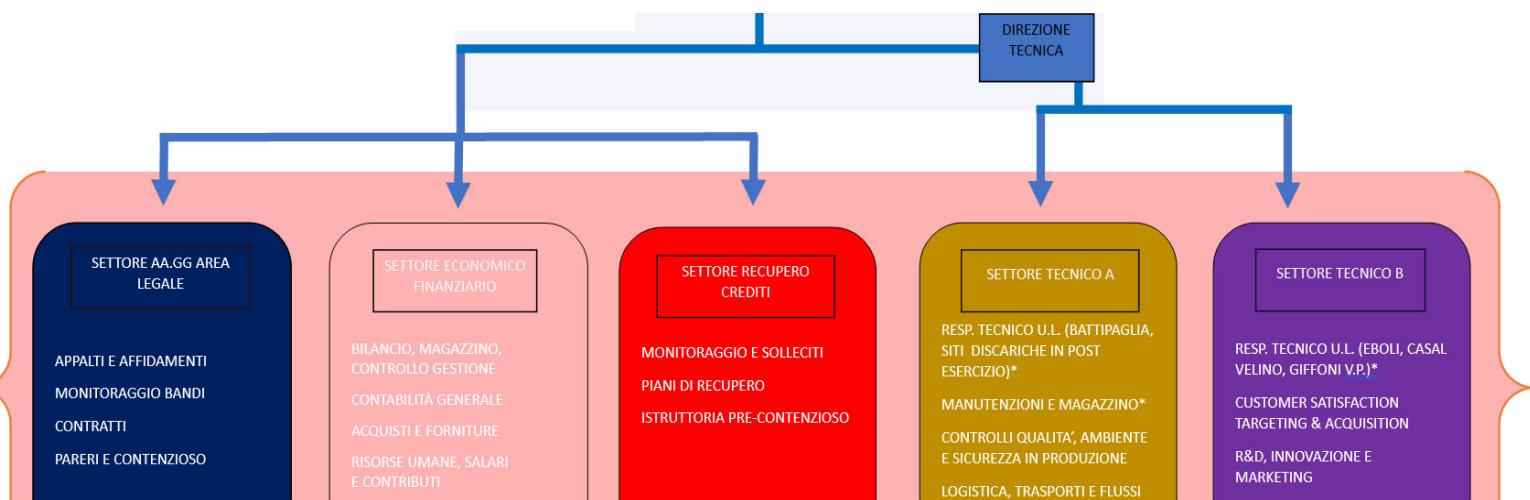 DIREZIONE
TECNICA
SETTORE AA.GG AREA
LEGALE
APPALTI E AFFIDAMENTI
MONITORAGGIO BANDI
CONTRATTI
PARERI E CONTENZIOSO
SETTORE ECONOMICO
FINANZIARIO
BILANCIO, MAGAZZINO,
CONTROLLO GESTIONE
CONTABILITÀ GENERALE
ACQUISTI E FORNITURE
RISORSE UMANE, SALARI
E CONTRIBUTI
SETTORE RECUPERO
CREDITI
MONITORAGGIO E SOLLECITI
PIANI DI RECUPERO
ISTRUTTORIA PRE-CONTENZIOSO
SETTORE TECNICO A
RESP. TECNICO U.L. (BATTIPAGLIA,
SITI DISCARICHE IN POST
ESERCIZIO)*
MANUTENZIONI E MAGAZZINO*
CONTROLLI QUALITA’, AMBIENTE
E SICUREZZA IN PRODUZIONE
LOGISTICA, TRASPORTI E FLUSSI
SETTORE TECNICO B
RESP. TECNICO U.L. (EBOLI, CASAL
VELINO, GIFFONI V.P.)*
CUSTOMER SATISFACTION
TARGETING & ACQUISITION
R&D, INNOVAZIONE E
MARKETING